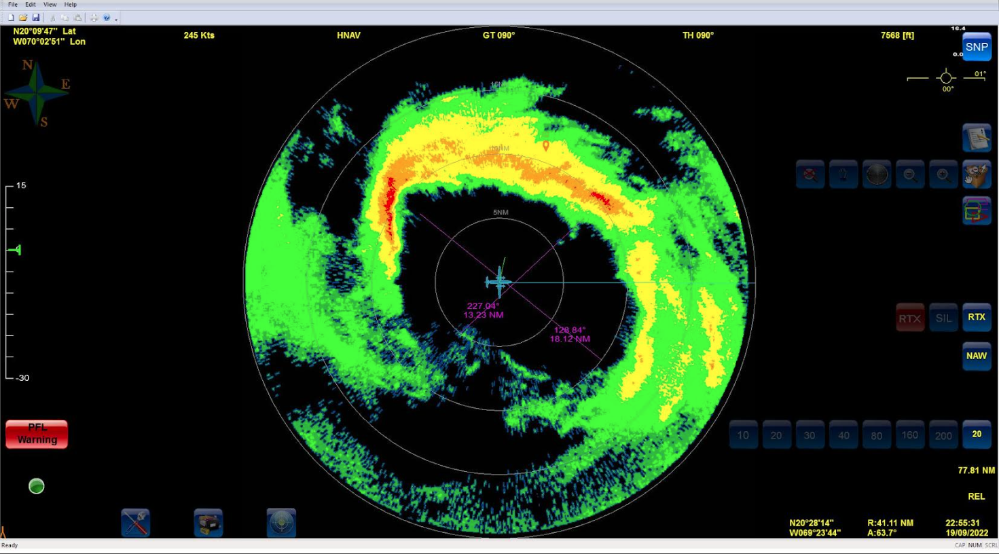 File Edit View Help
N20°09'47" Lat
W070°02'51" Lon
245 Kts
HNAV
GT 090°
TH 090°
7568 [ft]
16.4
0.0
SNP
N
E
W
S
01°
00°
15NM
10NM
5NM
15
-30
227.04°
13.23 NM
128.84°
18.12 NM
RTX SIL RTX
NAW
PFL
Warning
10 20 30 40 80 160 200 20
77.81 NM
REL
N20°28'14" R:41.11 NM 22:55:31
W069°23'44" A:63.7° 19/09/2022
Ready
CAP NUM SCRL